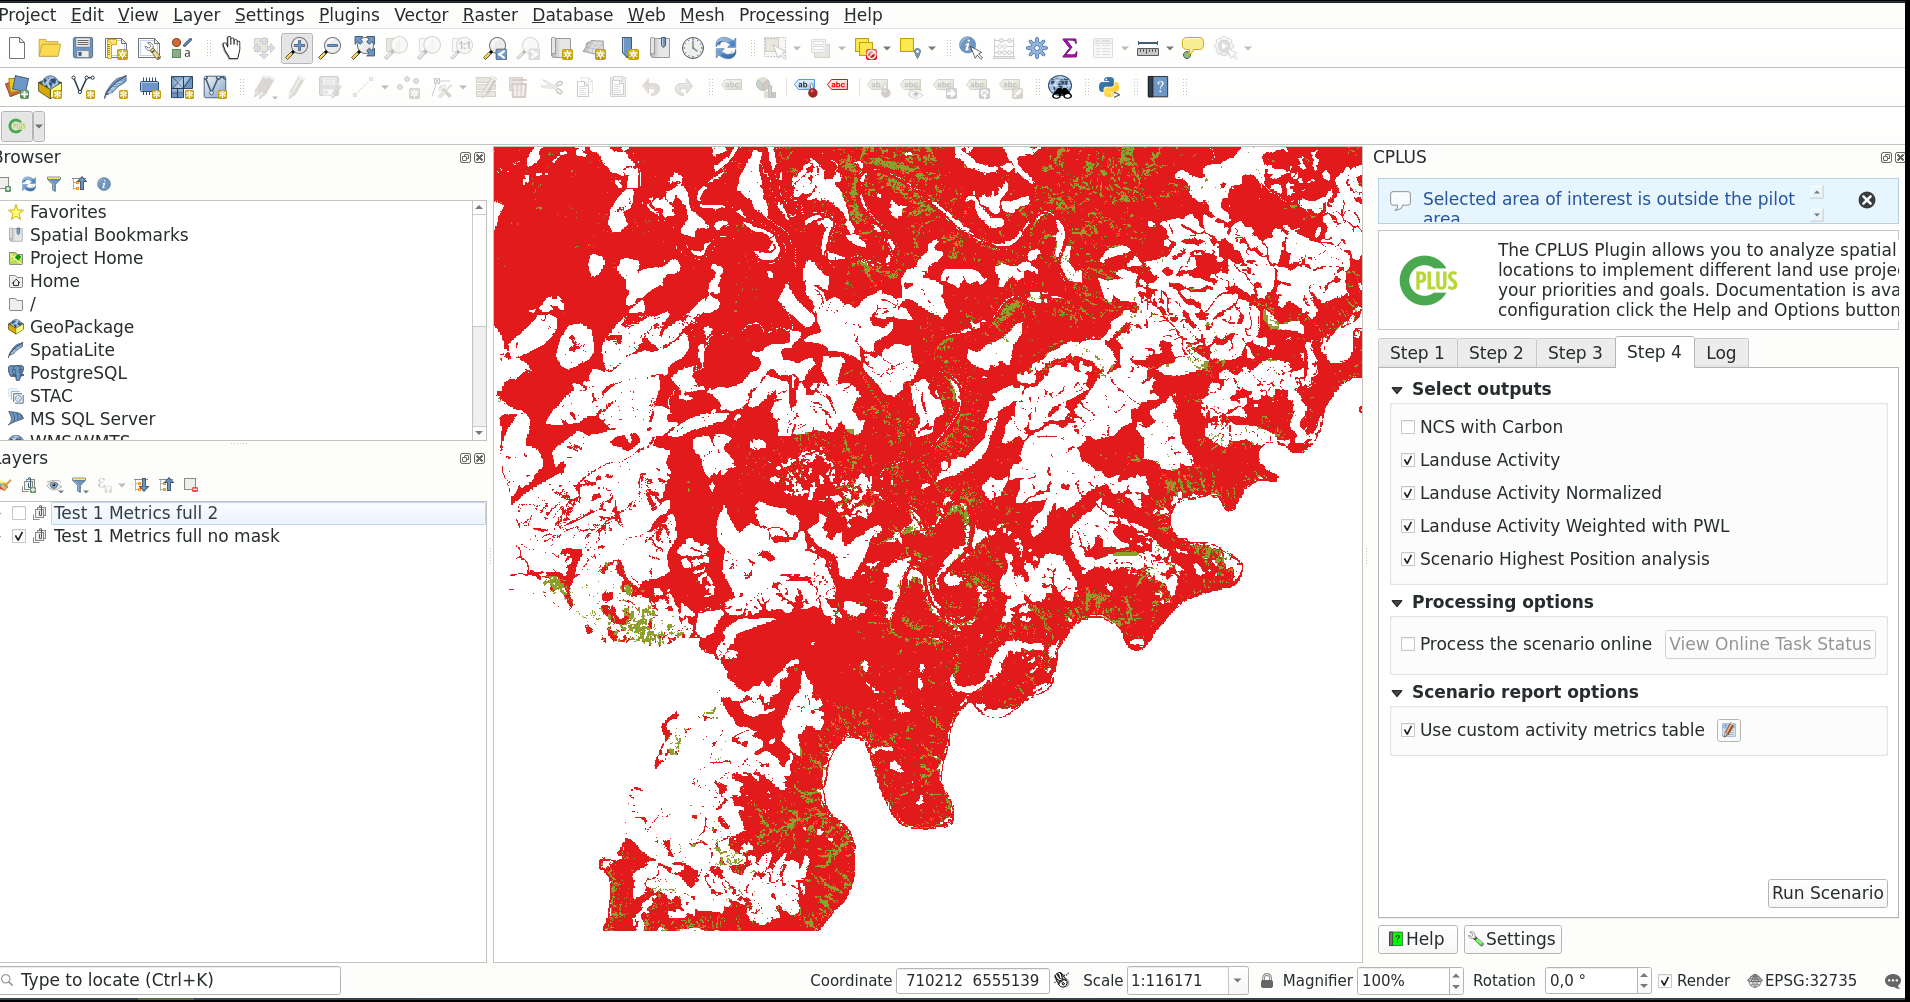 Project Edit View Layer Settings Plugins Vector Raster Database Web Mesh Processing Help
Browser
Favorites
Spatial Bookmarks
Project Home
Home
/
GeoPackage
SpatiaLite
PostgreSQL
STAC
MS SQL Server
WMS/WMTS
Layers
Test 1 Metrics full 2
Test 1 Metrics full no mask
CPLUS
Selected area of interest is outside the pilot
area
CPLUS
The CPLUS Plugin allows you to analyze spatial
locations to implement different land use proje
your priorities and goals. Documentation is ava
configuration click the Help and Options button
Step 1 Step 2 Step 3 Step 4 Log
Select outputs
NCS with Carbon
Landuse Activity
Landuse Activity Normalized
Landuse Activity Weighted with PWL
Scenario Highest Position analysis
Processing options
Process the scenario online View Online Task Status
Scenario report options
Use custom activity metrics table
Run Scenario
Help Settings
Type to locate (Ctrl+K) Coordinate 710212 6555139 Scale 1:116171 Magnifier 100% Rotation 0,0 ° Render EPSG:32735